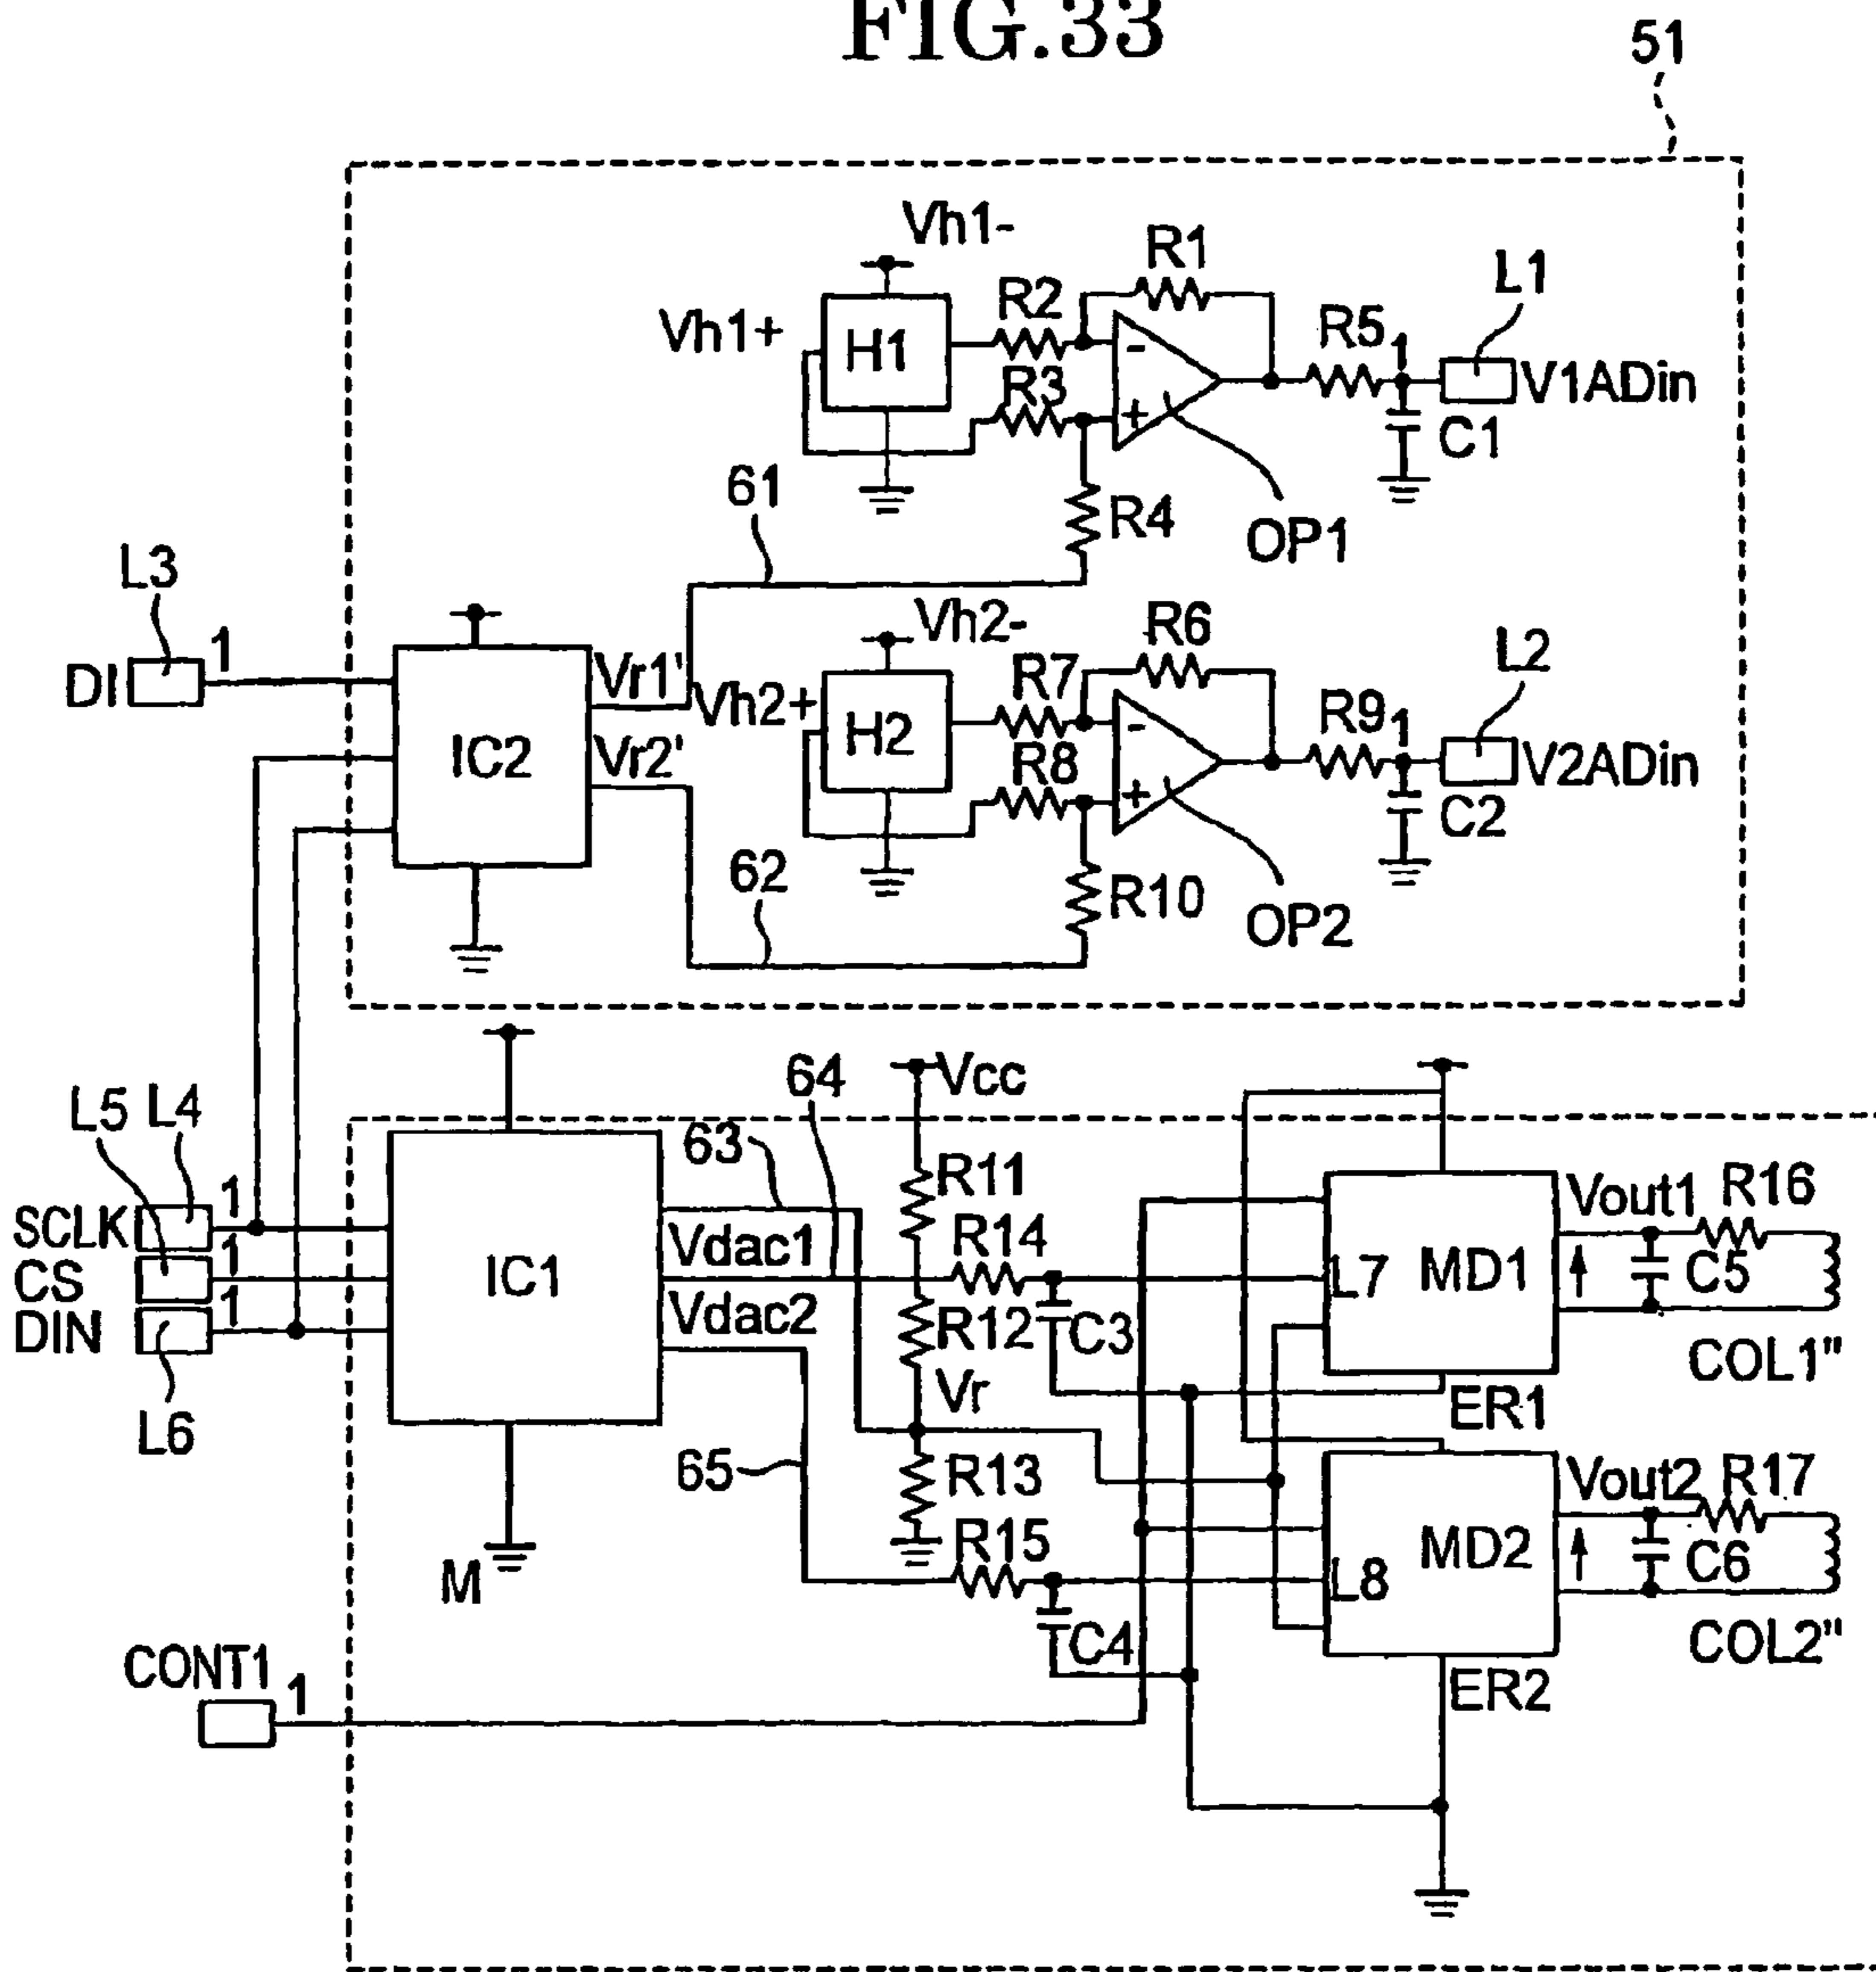 FIG.33
51
Vh1-
R1
L1
Vh1+
H1
R2
-
R5
1
V1ADin
R3
+
C1
61
R4
OP1
L3
DI
1
Vh2-
R6
L2
Vr1'
Vh2+
H2
R7
-
R9
1
V2ADin
IC2
Vr2'
R8
+
C2
62
R10
OP2
64
Vcc
L5
L4
63
R11
Vout1
R16
SCLK
1
Vdac1
R14
CS
1
IC1
L7
MD1
C5
DIN
1
Vdac2
R12
C3
COL1"
L6
Vr
ER1
65
R13
Vout2
R17
R15
MD2
C6
M
L8
COL2"
CONT1
1
C4
ER2